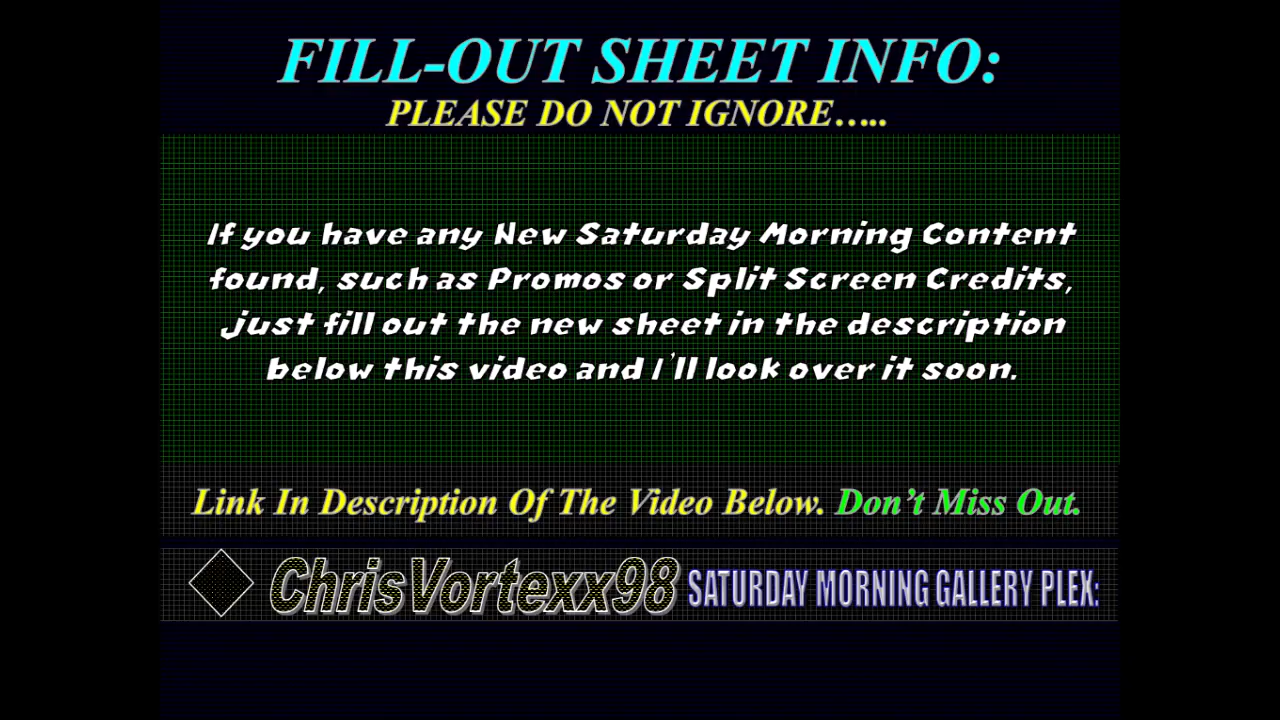 FILL-OUT SHEET INFO:
PLEASE DO NOT IGNORE.....
If you have any New Saturday Morning Content
found, such as Promos or Split Screen Credits,
just fill out the new sheet in the description
below this video and I'll look over it soon.
Link In Description Of The Video Below. Don't Miss Out.
ChrisVortexx98 SATURDAY MORNING GALLERY PLEX: